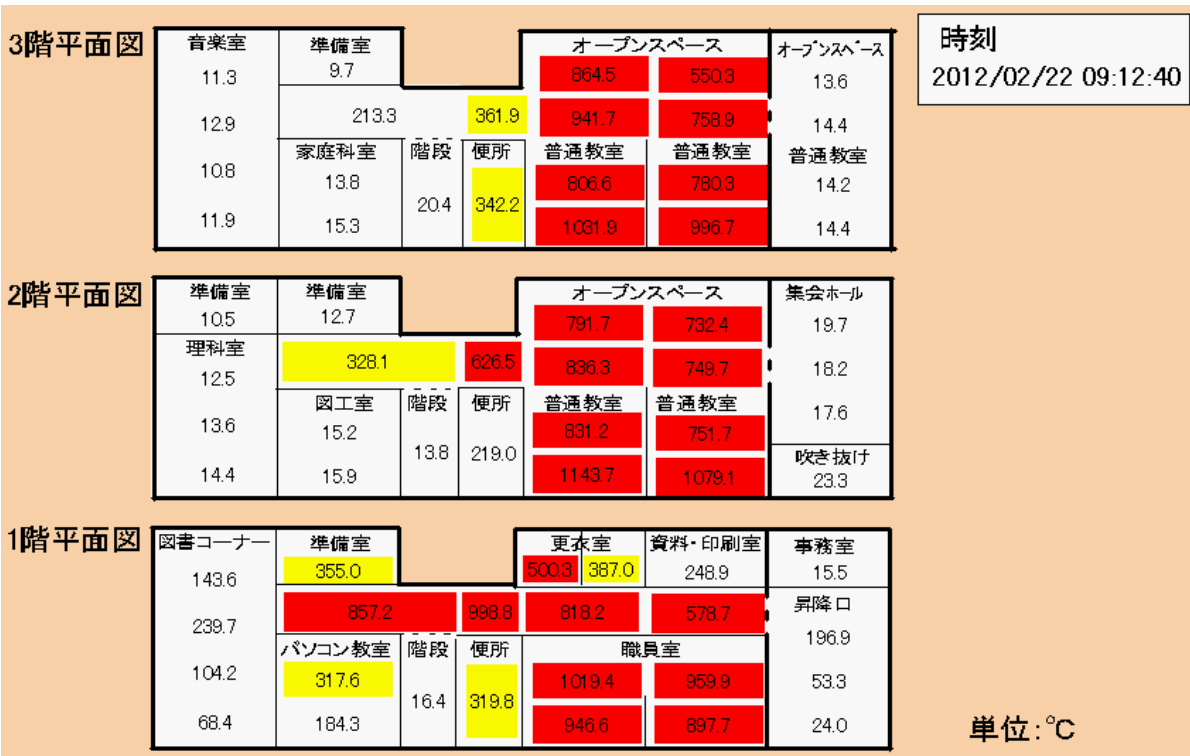 時刻
2012/02/22 09:12:40
3階平面図
音楽室 準備室 オープンスペース オープンスペース
11.3 9.7 864.5 550.3 13.6
12.9 213.3 361.9 941.7 758.9 14.4
家庭科室 階段 便所 普通教室 普通教室 普通教室
10.8 13.8 806.6 780.3 14.2
20.4 342.2
11.9 15.3 1031.9 996.7 14.4
2階平面図
準備室 準備室 オープンスペース 集会ホール
10.5 12.7 791.7 732.4 19.7
理科室
12.5 328.1 626.5 836.3 749.7 18.2
図工室 階段 便所 普通教室 普通教室
13.6 15.2 831.2 751.7 17.6
13.8 219.0 吹き抜け
14.4 15.9 1143.7 1079.1 23.3
1階平面図
図書コーナー 準備室 更衣室 資料・印刷室 事務室
143.6 355.0 500.3 387.0 248.9 15.5
昇降口
239.7 857.2 998.8 818.2 578.7 196.9
パソコン教室 階段 便所 職員室
104.2 317.6 1019.4 959.9 53.3
16.4 319.8
68.4 184.3 946.6 897.7 24.0
単位:℃